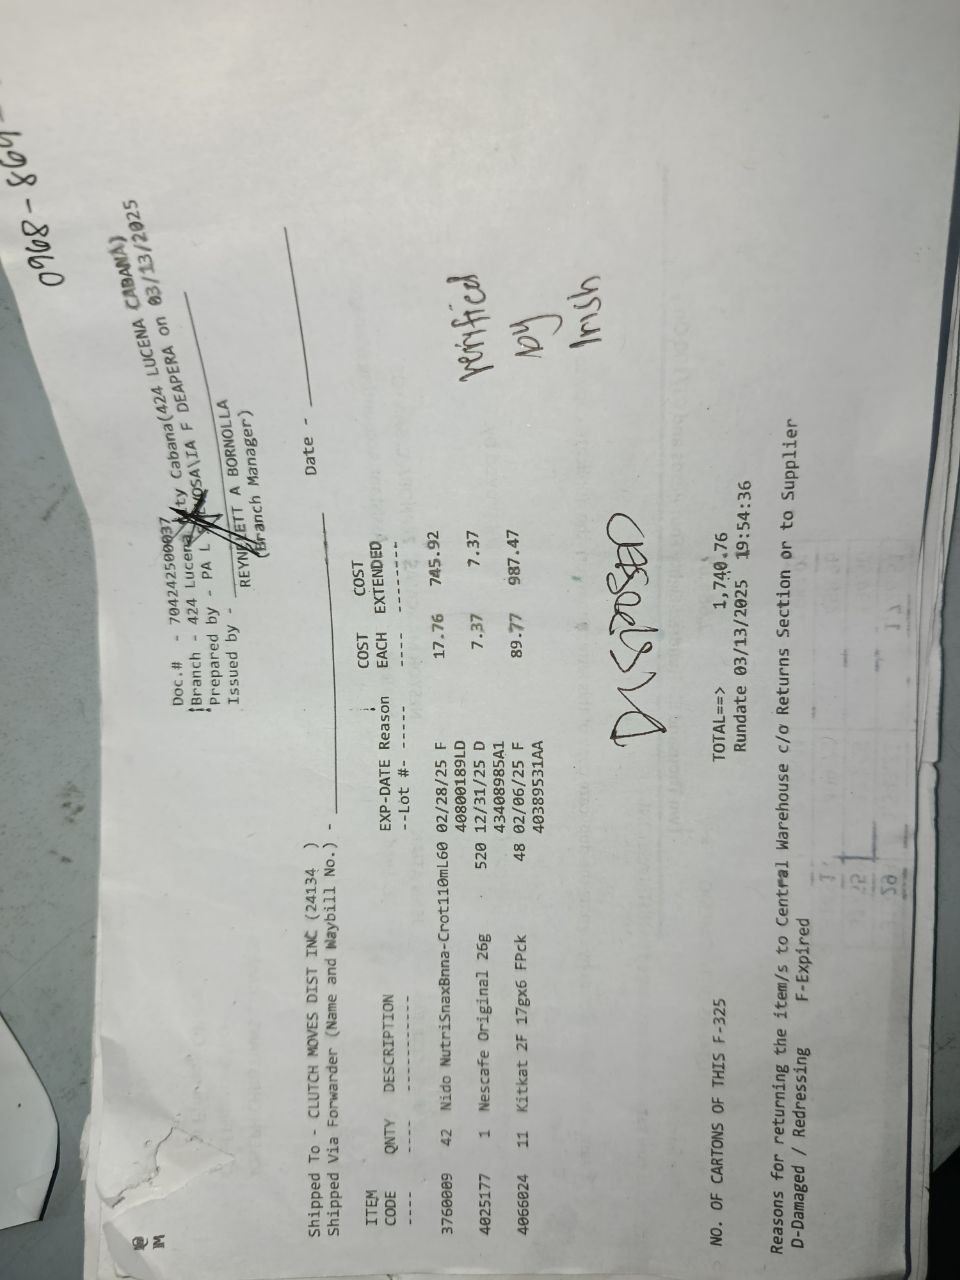 0968-869-
Doc.# - 704242500037
Branch - 424 Lucena City Cabana(424 LUCENA CABANA)
Prepared by - PA L F DEAPERA on 03/13/2025
Issued by -
REYNLETT A BORNOLLA
(Branch Manager)
Shipped To - CLUTCH MOVES DIST INC (24134 )
Shipped Via Forwarder (Name and Waybill No.) - Date -
ITEM EXP-DATE Reason COST COST
CODE QNTY DESCRIPTION --Lot #- ----- EACH EXTENDED
---- ---- ---------- ---- --------
3760009 42 Nido NutriSnaxBnna-Crot110mL60 02/28/25 F 17.76 745.92
40800189LD
4025177 1 Nescafe Original 26g 520 12/31/25 D 7.37 7.37
43408985A1
4066024 11 Kitkat 2F 17gx6 FPck 48 02/06/25 F 89.77 987.47
40389531AA
verified
by
Irish
DISPOSED
NO. OF CARTONS OF THIS F-325 TOTAL==> 1,740.76
Rundate 03/13/2025 19:54:36
Reasons for returning the item/s to Central Warehouse c/o Returns Section or to Supplier
D-Damaged / Redressing F-Expired